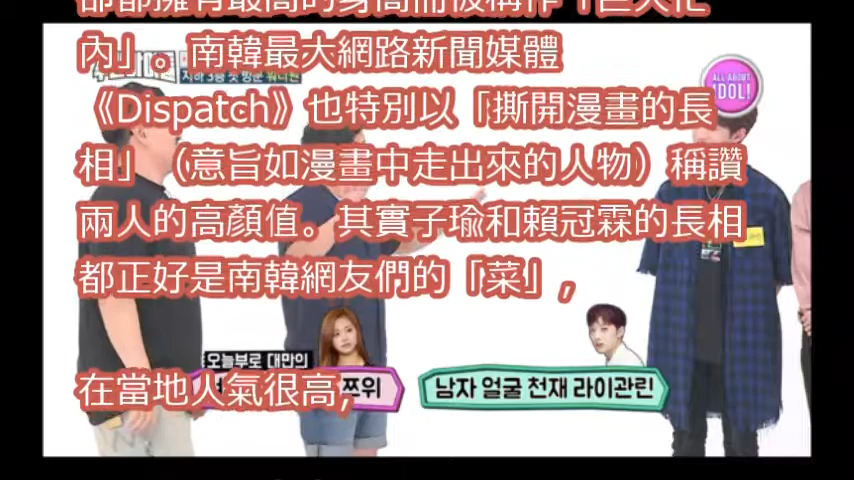 內」。南韓最大網路新聞媒體
《Dispatch》也特別以「撕開漫畫的長
相」（意旨如漫畫中走出來的人物）稱讚
兩人的高顏值。其實子瑜和賴冠霖的長相
都正好是南韓網友們的「菜」,
在當地人氣很高,
ALL ABOUT
IDOL!
오늘부로 대만의
쯔위
남자 얼굴 천재 라이관린